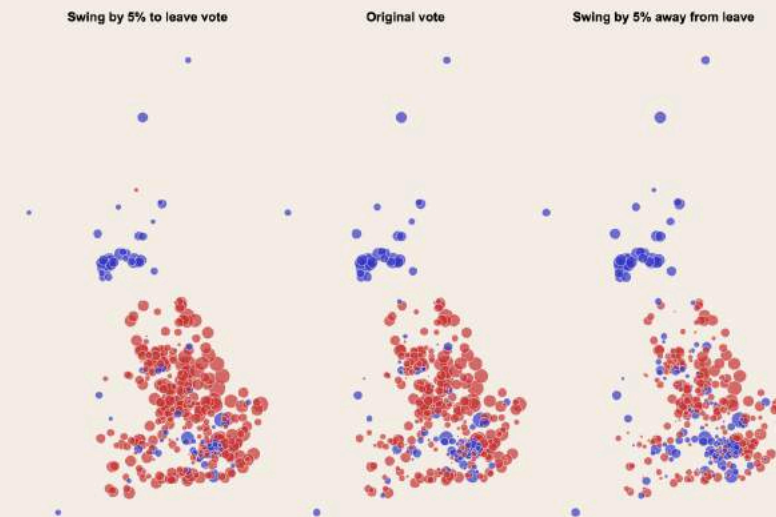 Swing by 5% to leave vote
Original vote
Swing by 5% away from leave